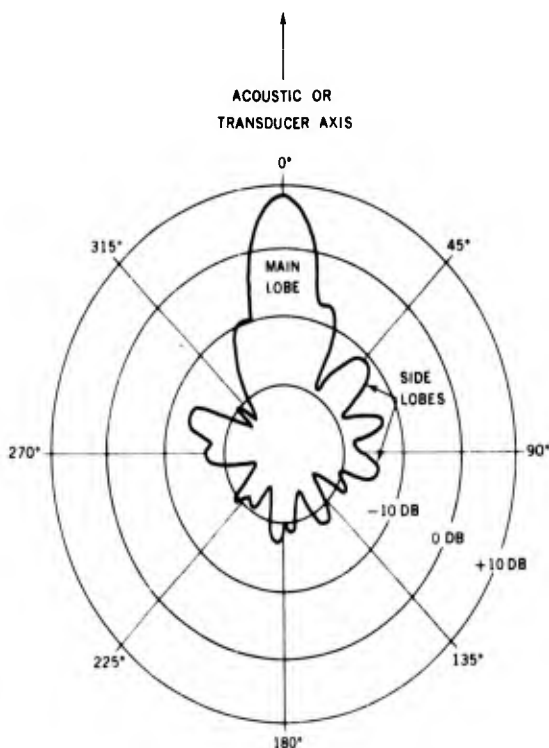 ACOUSTIC OR
TRANSDUCER AXIS
0°
315°
45°
MAIN
LOBE
SIDE
LOBES
270°
90°
-10 DB
0 DB
+10 DB
225°
135°
180°